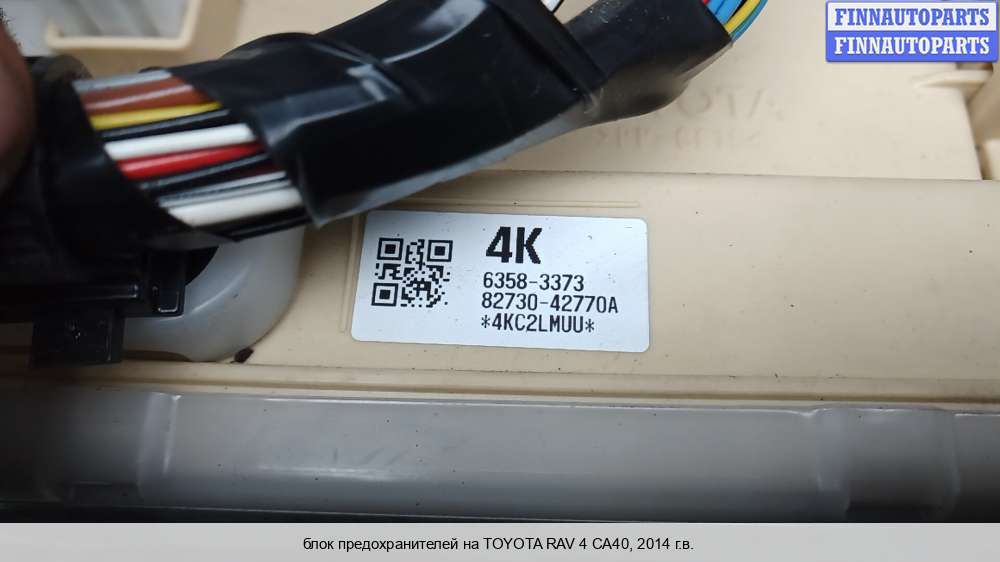 FINNAUTOPARTS
FINNAUTOPARTS
4K
6358-3373
82730-42770A
*4KC2LMUU*
блок предохранителей на TOYOTA RAV 4 CA40, 2014 г.в.